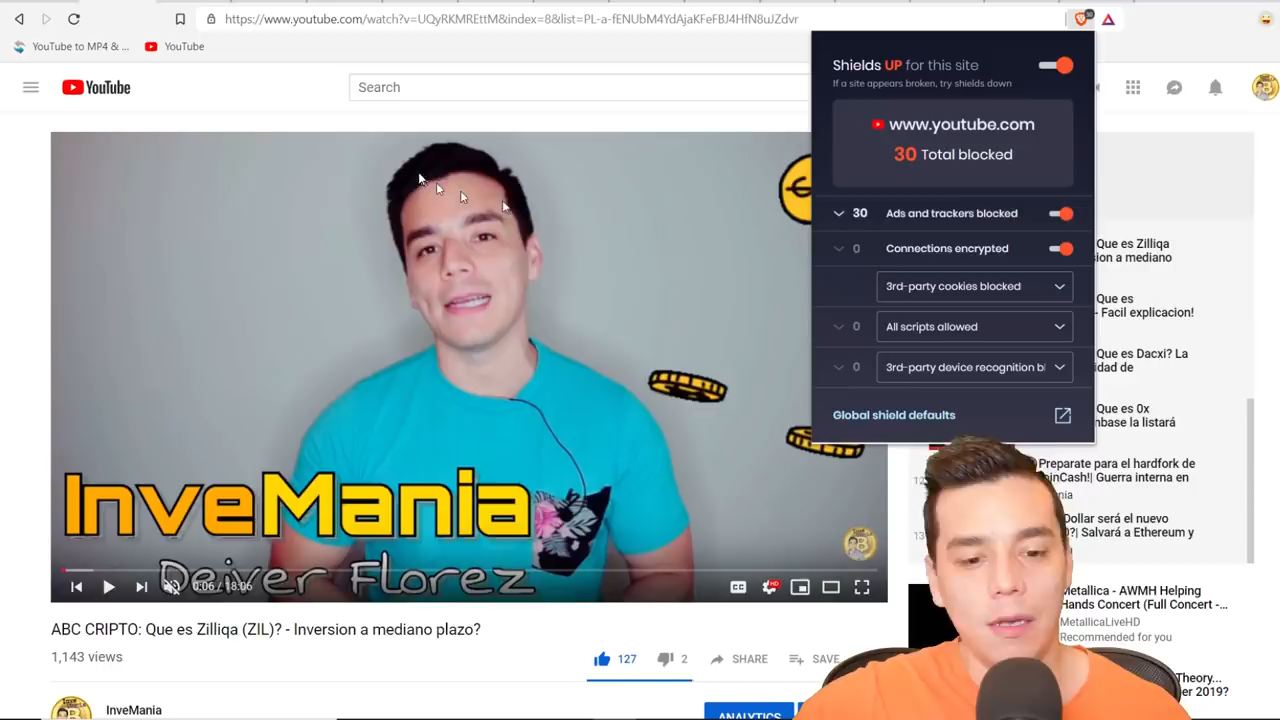 https://www.youtube.com/watch?v=UQyRKMREttM&index=8&list=PL-a-fENUbM4YdAjaKFeFBJ4HfN8uJZdvr
30
YouTube to MP4 & ...
YouTube
YouTube
Search
Shields UP for this site
If a site appears broken, try shields down
www.youtube.com
30 Total blocked
30 Ads and trackers blocked
0 Connections encrypted
3rd-party cookies blocked
0 All scripts allowed
0 3rd-party device recognition bl
Global shield defaults
InveMania
Deiver Florez
0:06 / 18:06
CC
HD
ABC CRIPTO: Que es Zilliqa (ZIL)? - Inversion a mediano plazo?
1,143 views
127
2
SHARE
SAVE
InveMania
ANALYTICS
Que es Zilliqa
sion a mediano
Que es
- Facil explicacion!
Que es Dacxi? La
idad de
Que es 0x
nbase la listará
12
Preparate para el hardfork de
inCash!| Guerra interna en
13
Dollar será el nuevo
0?| Salvará a Ethereum y
Metallica - AWMH Helping
Hands Concert (Full Concert -...
MetallicaLiveHD
Recommended for you
Theory...
er 2019?